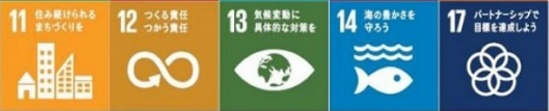 11 住み続けられる
まちづくりを
12 つくる責任
つかう責任
13 気候変動に
具体的な対策を
14 海の豊かさを
守ろう
17 パートナーシップで
目標を達成しよう